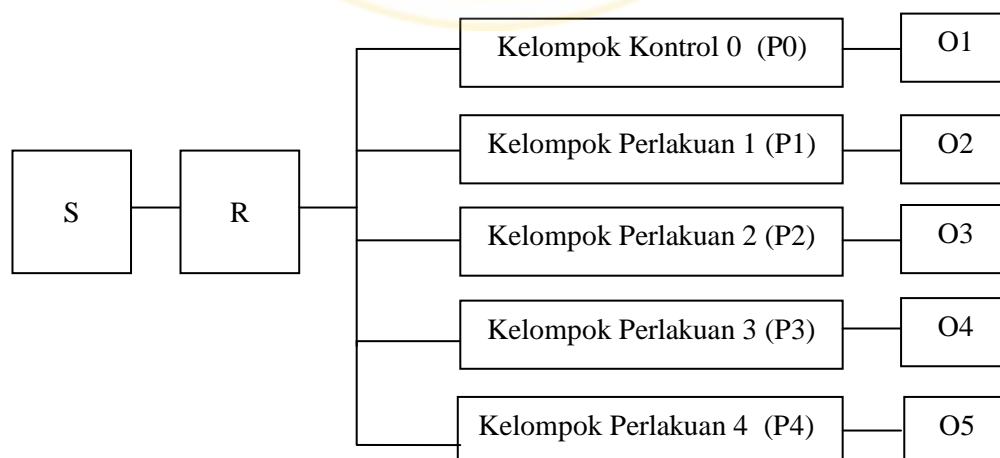 Kelompok Kontrol 0 (P0) O1
Kelompok Perlakuan 1 (P1) O2
S R
Kelompok Perlakuan 2 (P2) O3
Kelompok Perlakuan 3 (P3) O4
Kelompok Perlakuan 4 (P4) O5